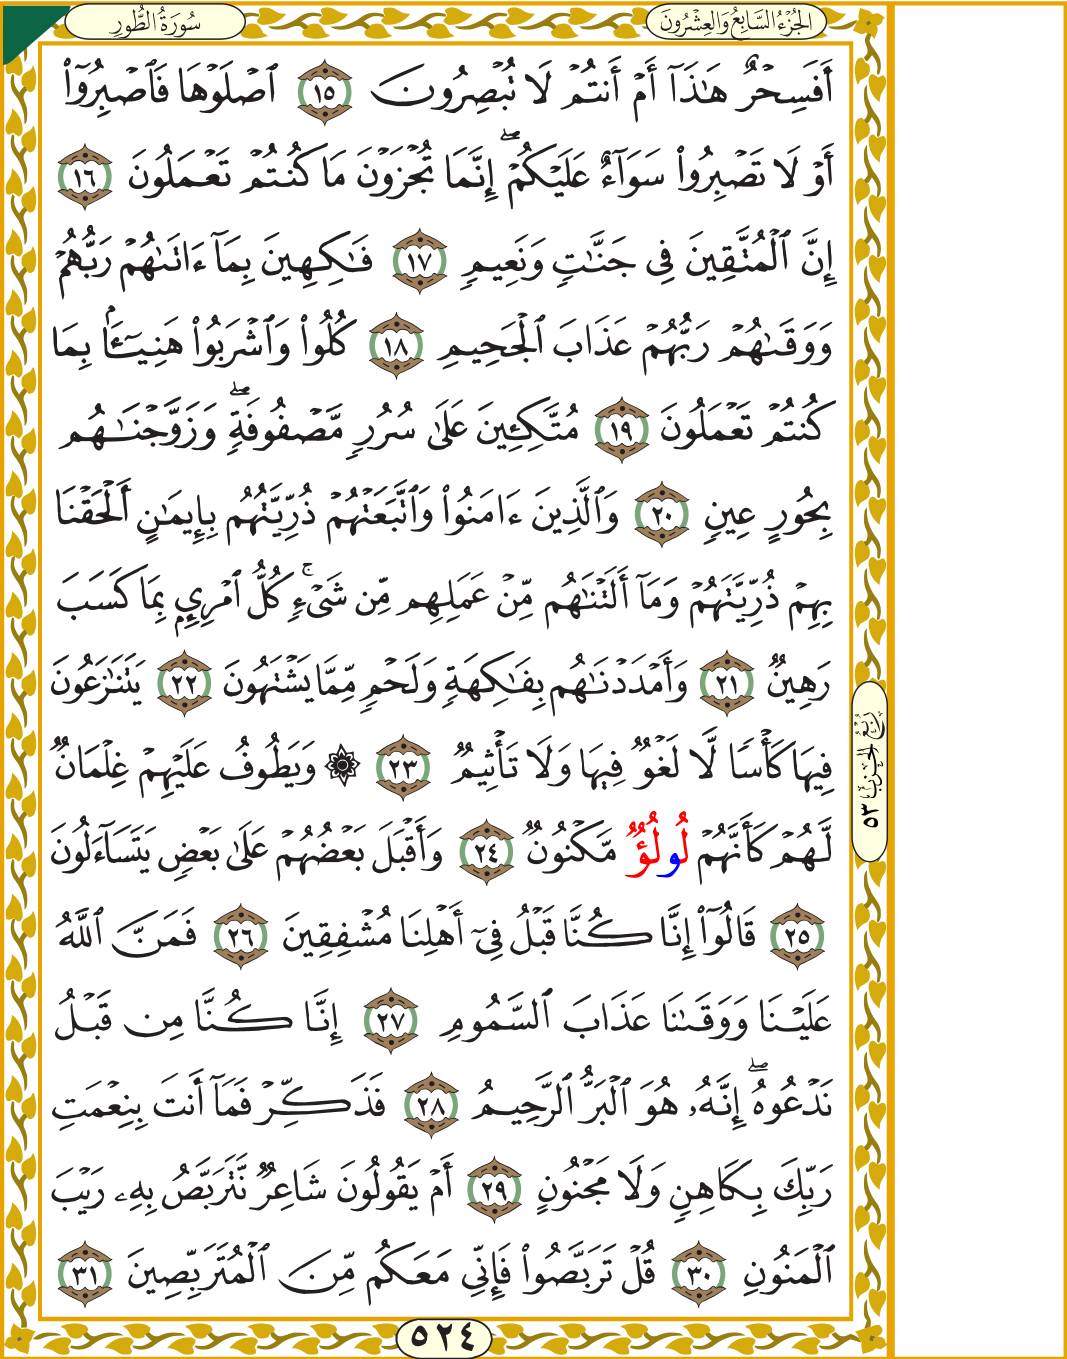 سُورَةُ الطُّورِ
الجُزْءُ السَّابِعُ وَالعِشْرُونَ
أَفَسِحْرٌ هَٰذَآ أَمْ أَنتُمْ لَا تُبْصِرُونَ ١٥ ٱصْلَوْهَا فَٱصْبِرُوٓا۟
أَوْ لَا تَصْبِرُوا۟ سَوَآءٌ عَلَيْكُمْ ۖ إِنَّمَا تُجْزَوْنَ مَا كُنتُمْ تَعْمَلُونَ ١٦
إِنَّ ٱلْمُتَّقِينَ فِى جَنَّٰتٍ وَنَعِيمٍ ١٧ فَٰكِهِينَ بِمَآ ءَاتَىٰهُمْ رَبُّهُمْ
وَوَقَىٰهُمْ رَبُّهُمْ عَذَابَ ٱلْجَحِيمِ ١٨ كُلُوا۟ وَٱشْرَبُوا۟ هَنِيٓـًٔۢا بِمَا
كُنتُمْ تَعْمَلُونَ ١٩ مُتَّكِـِٔينَ عَلَىٰ سُرُرٍ مَّصْفُوفَةٍ ۖ وَزَوَّجْنَٰهُم
بِحُورٍ عِينٍ ٢٠ وَٱلَّذِينَ ءَامَنُوا۟ وَٱتَّبَعَتْهُمْ ذُرِّيَّتُهُم بِإِيمَٰنٍ أَلْحَقْنَا
بِهِمْ ذُرِّيَّتَهُمْ وَمَآ أَلَتْنَٰهُم مِّنْ عَمَلِهِم مِّن شَىْءٍ ۚ كُلُّ ٱمْرِئٍۭ بِمَا كَسَبَ
رَهِينٌ ٢١ وَأَمْدَدْنَٰهُم بِفَٰكِهَةٍ وَلَحْمٍ مِّمَّا يَشْتَهُونَ ٢٢ يَتَنَٰزَعُونَ
فِيهَا كَأْسًا لَّا لَغْوٌ فِيهَا وَلَا تَأْثِيمٌ ٢٣ ۞ وَيَطُوفُ عَلَيْهِمْ غِلْمَانٌ
لَّهُمْ كَأَنَّهُمْ لُولُؤٌ مَّكْنُونٌ ٢٤ وَأَقْبَلَ بَعْضُهُمْ عَلَىٰ بَعْضٍ يَتَسَآءَلُونَ
٢٥ قَالُوٓا۟ إِنَّا كُنَّا قَبْلُ فِىٓ أَهْلِنَا مُشْفِقِينَ ٢٦ فَمَنَّ ٱللَّهُ
عَلَيْنَا وَوَقَىٰنَا عَذَابَ ٱلسَّمُومِ ٢٧ إِنَّا كُنَّا مِن قَبْلُ
نَدْعُوهُ ۖ إِنَّهُۥ هُوَ ٱلْبَرُّ ٱلرَّحِيمُ ٢٨ فَذَكِّرْ فَمَآ أَنتَ بِنِعْمَتِ
رَبِّكَ بِكَاهِنٍ وَلَا مَجْنُونٍ ٢٩ أَمْ يَقُولُونَ شَاعِرٌ نَّتَرَبَّصُ بِهِۦ رَيْبَ
ٱلْمَنُونِ ٣٠ قُلْ تَرَبَّصُوا۟ فَإِنِّى مَعَكُم مِّنَ ٱلْمُتَرَبِّصِينَ ٣١
رُبْعُ الحِزْبِ ٥٣
٥٢٤